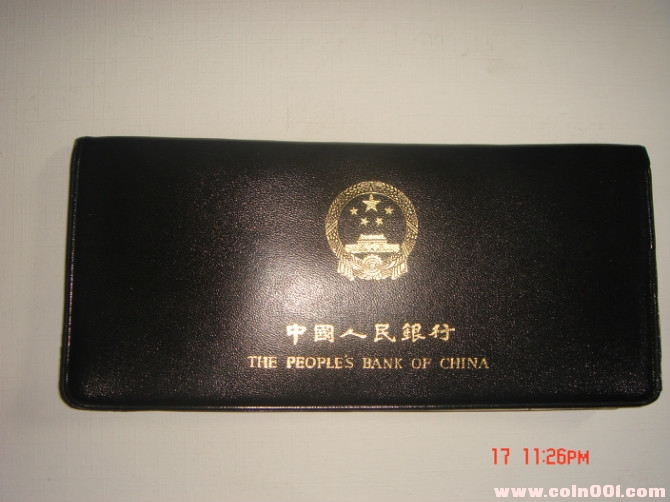 中國人民銀行
THE PEOPLE'S BANK OF CHINA
17 11:26PM
www.coin001.com